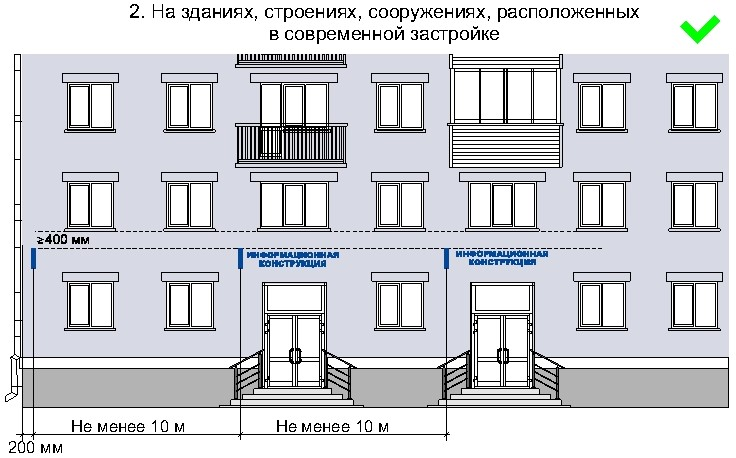 2. На зданиях, строениях, сооружениях, расположенных
в современной застройке
≥400 мм
ИНФОРМАЦИОННАЯ
КОНСТРУКЦИЯ
ИНФОРМАЦИОННАЯ
КОНСТРУКЦИЯ
Не менее 10 м
Не менее 10 м
200 мм